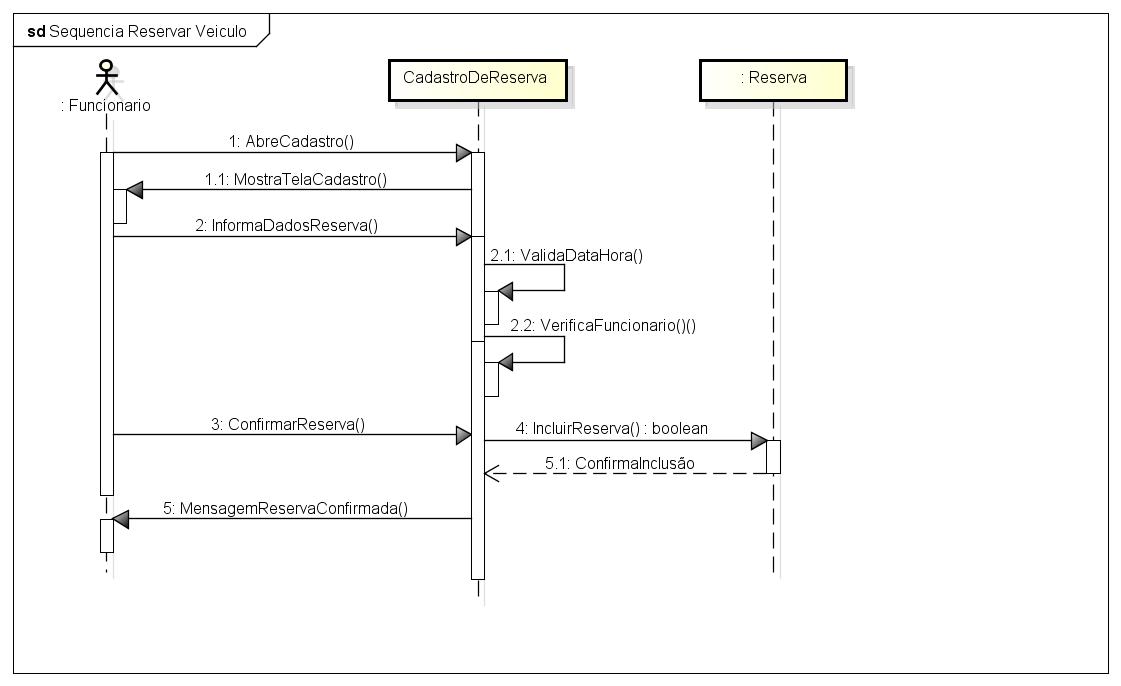 sd Sequencia Reservar Veiculo
: Funcionario
CadastroDeReserva
: Reserva
1: AbreCadastro()
1.1: MostraTelaCadastro()
2: InformaDadosReserva()
2.1: ValidaDataHora()
2.2: VerificaFuncionario()()
3: ConfirmarReserva()
4: IncluirReserva() : boolean
5.1: ConfirmaInclusão
5: MensagemReservaConfirmada()